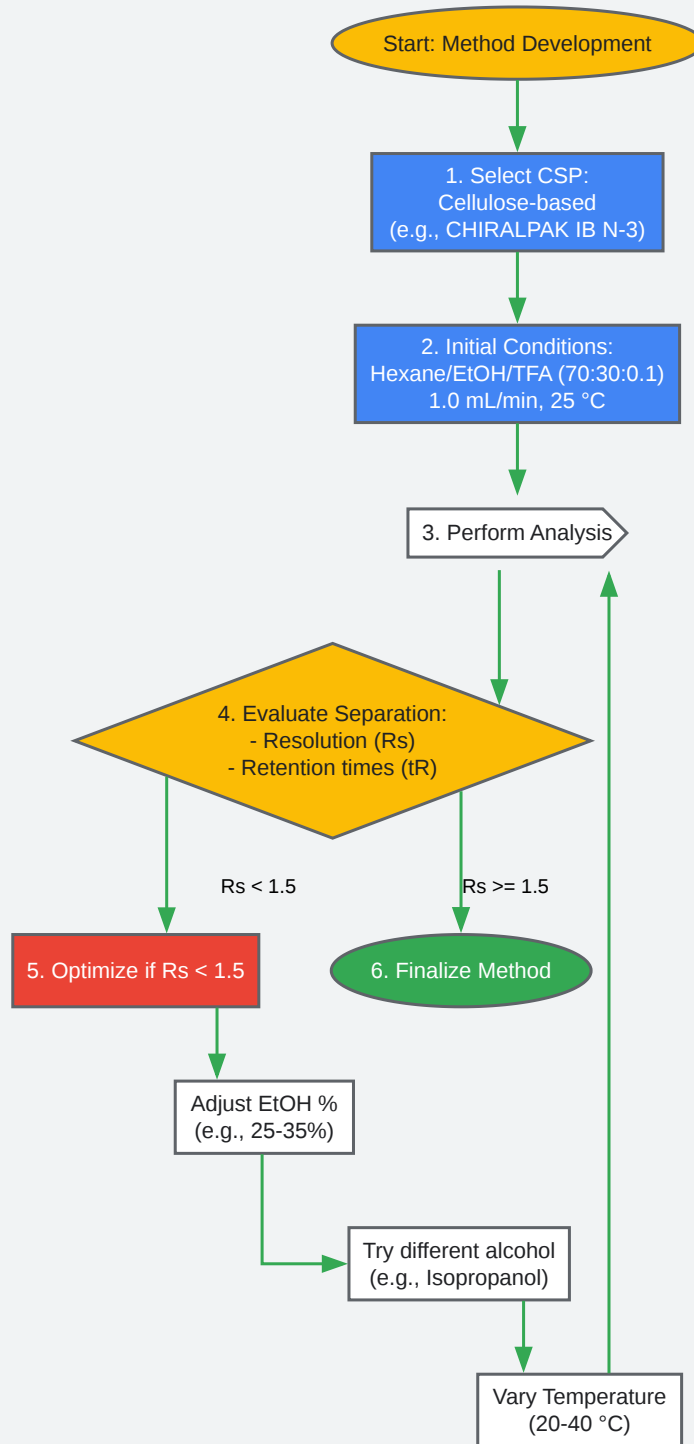 Start: Method Development
1. Select CSP:
Cellulose-based
(e.g., CHIRALPAK IB N-3)
2. Initial Conditions:
Hexane/EtOH/TFA (70:30:0.1)
1.0 mL/min, 25 °C
3. Perform Analysis
4. Evaluate Separation:
- Resolution (Rs)
- Retention times (tR)
Rs < 1.5
Rs >= 1.5
5. Optimize if Rs < 1.5
6. Finalize Method
Adjust EtOH %
(e.g., 25-35%)
Try different alcohol
(e.g., Isopropanol)
Vary Temperature
(20-40 °C)